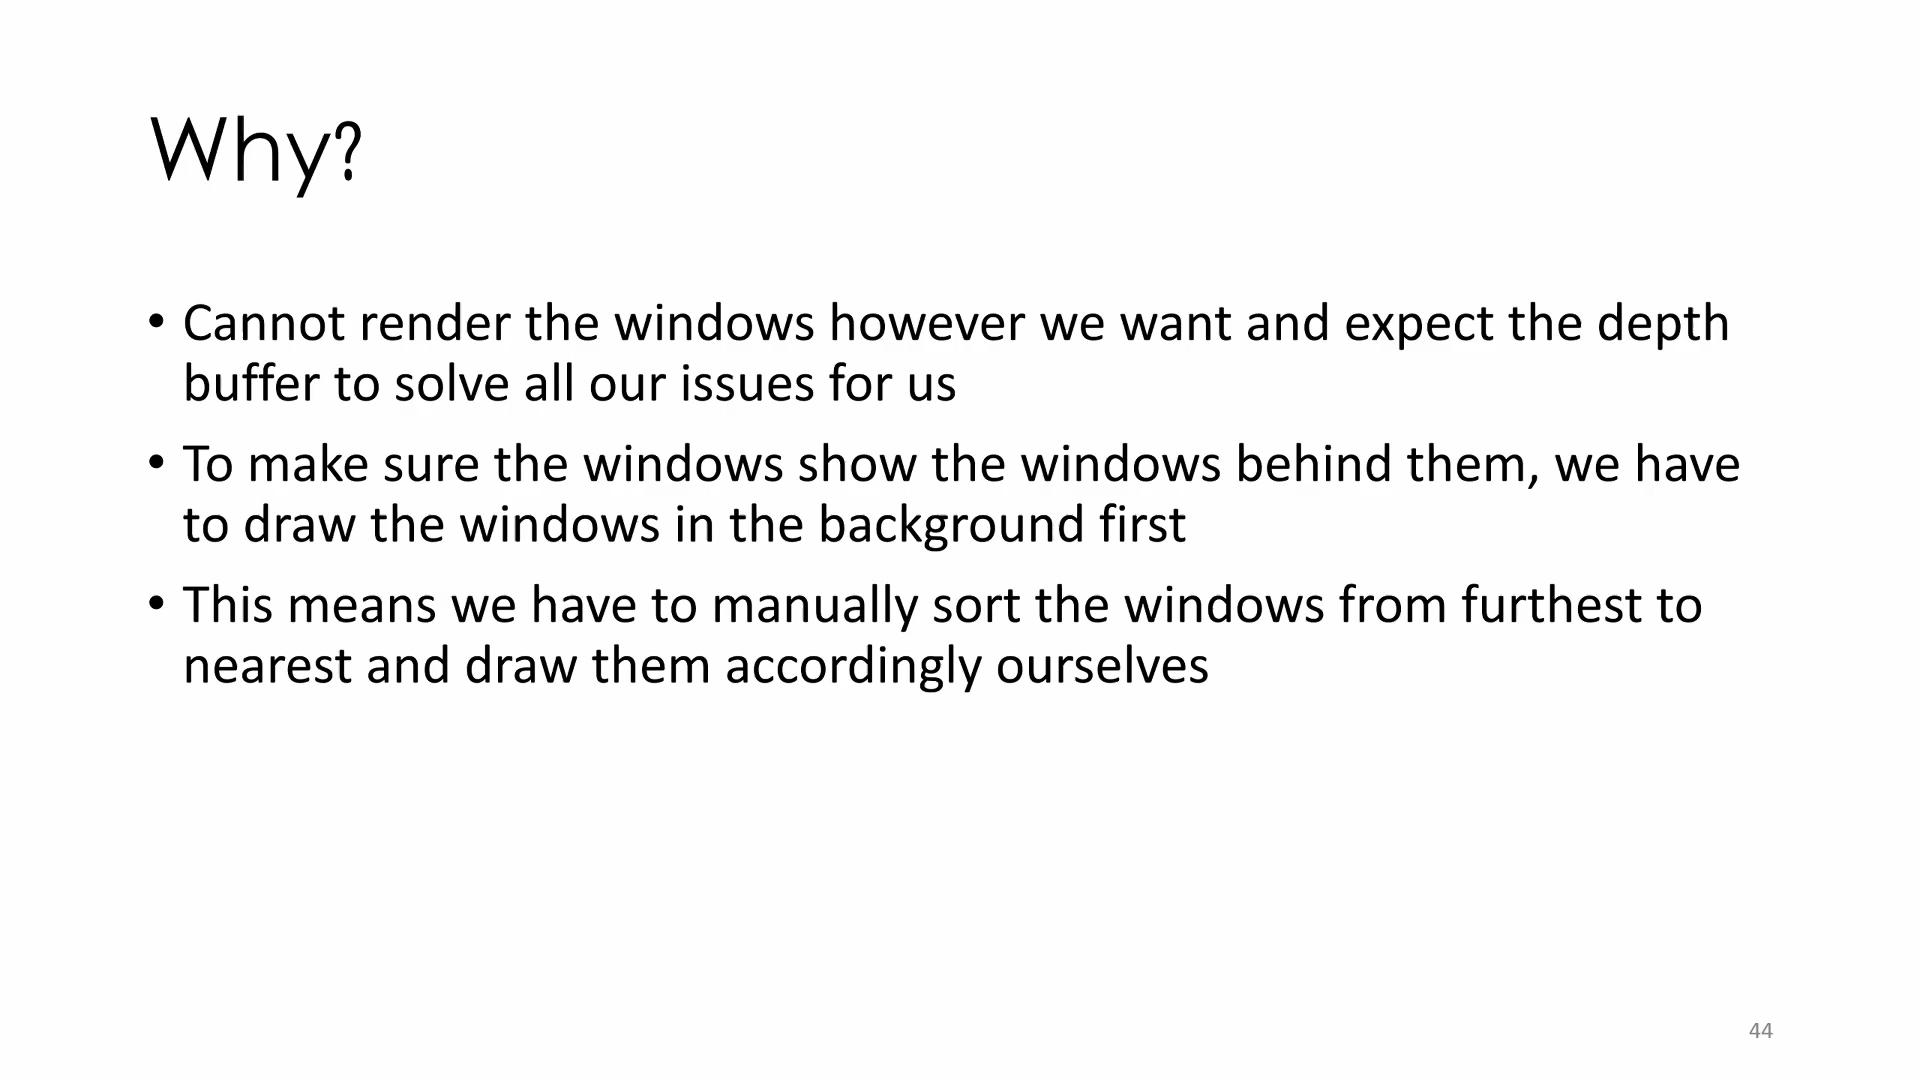 Why?
• Cannot render the windows however we want and expect the depth
buffer to solve all our issues for us
• To make sure the windows show the windows behind them, we have
to draw the windows in the background first
• This means we have to manually sort the windows from furthest to
nearest and draw them accordingly ourselves
44